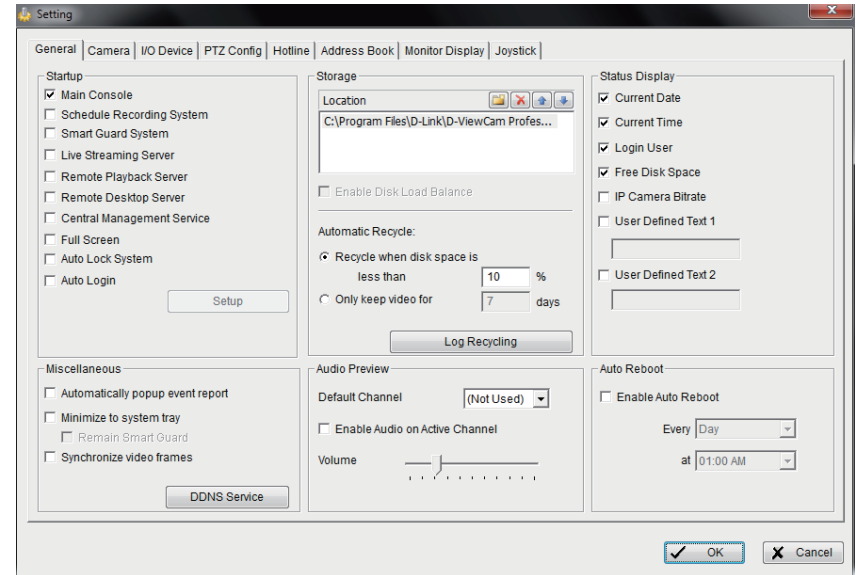 Setting
General Camera I/O Device PTZ Config Hotline Address Book Monitor Display Joystick
Startup
Main Console
Schedule Recording System
Smart Guard System
Live Streaming Server
Remote Playback Server
Remote Desktop Server
Central Management Service
Full Screen
Auto Lock System
Auto Login
Setup
Storage
Location
C:\Program Files\D-Link\D-ViewCam Profes...
Enable Disk Load Balance
Automatic Recycle:
Recycle when disk space is
less than 10 %
Only keep video for 7 days
Log Recycling
Status Display
Current Date
Current Time
Login User
Free Disk Space
IP Camera Bitrate
User Defined Text 1
User Defined Text 2
Miscellaneous
Automatically popup event report
Minimize to system tray
Remain Smart Guard
Synchronize video frames
DDNS Service
Audio Preview
Default Channel (Not Used)
Enable Audio on Active Channel
Volume
Auto Reboot
Enable Auto Reboot
Every Day
at 01:00 AM
OK Cancel